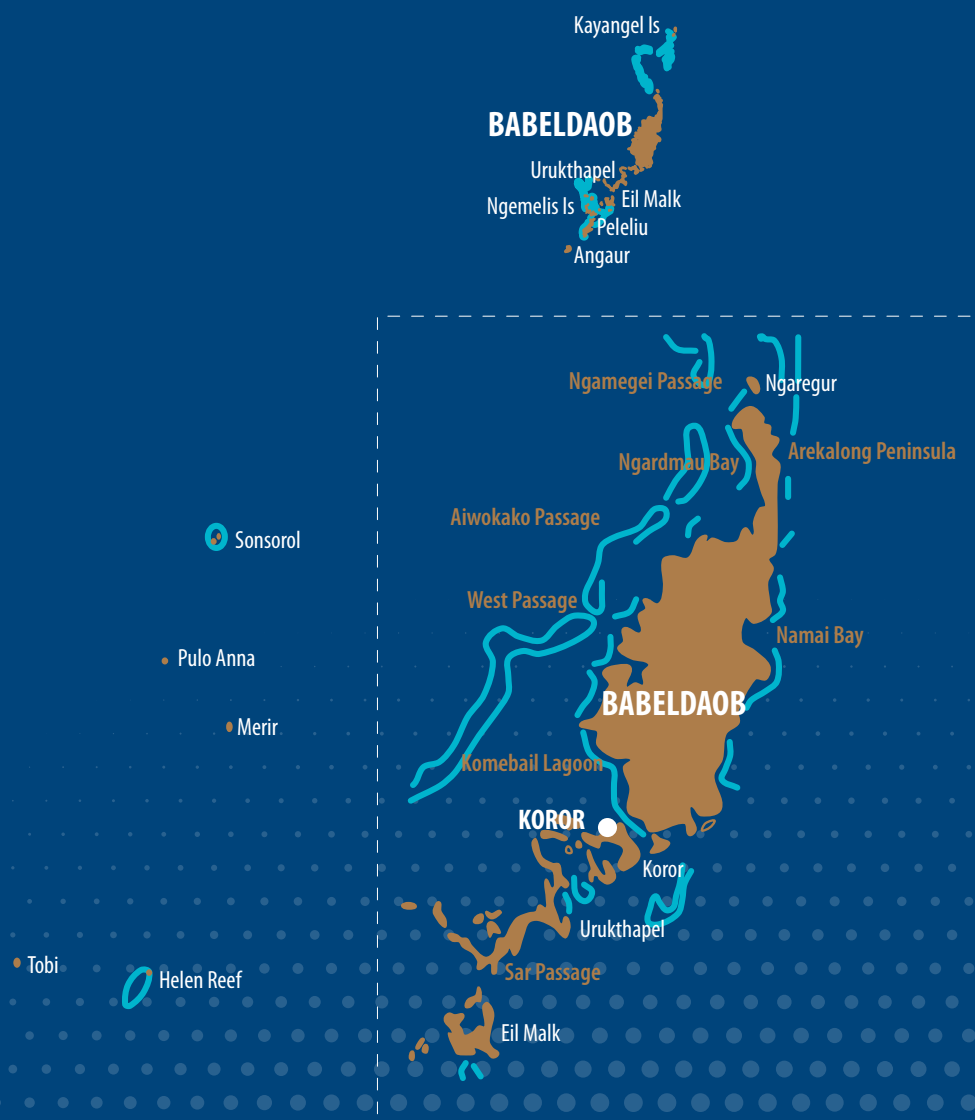 Kayangel Is
BABELDAOB
Urukthapel
Eil Malk
Ngemelis Is
Peleliu
Angaur
Ngamegei Passage
Ngaregur
Arekalong Peninsula
Ngardmau Bay
Aiwokako Passage
Sonsorol
West Passage
Namai Bay
Pulo Anna
BABELDAOB
Merir
Komebail Lagoon
KOROR
Koror
Urukthapel
Tobi
Sar Passage
Helen Reef
Eil Malk